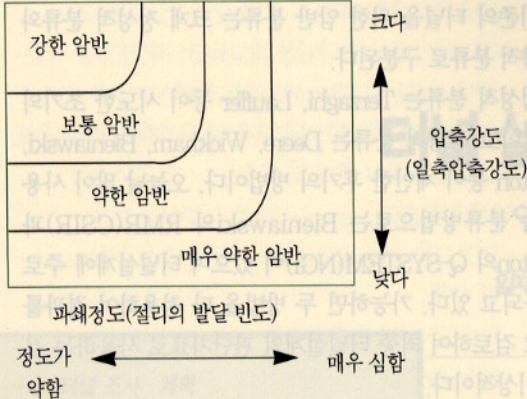 강한 암반
보통 암반
약한 암반
매우 약한 암반
크다
압축강도
(일축압축강도)
낮다
파쇄정도(절리의 발달 빈도)
정도가
약함
매우 심함